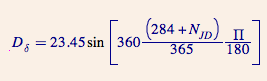 D_δ = 23.45 sin [360 (284 + N_JD)/365 Π/180]